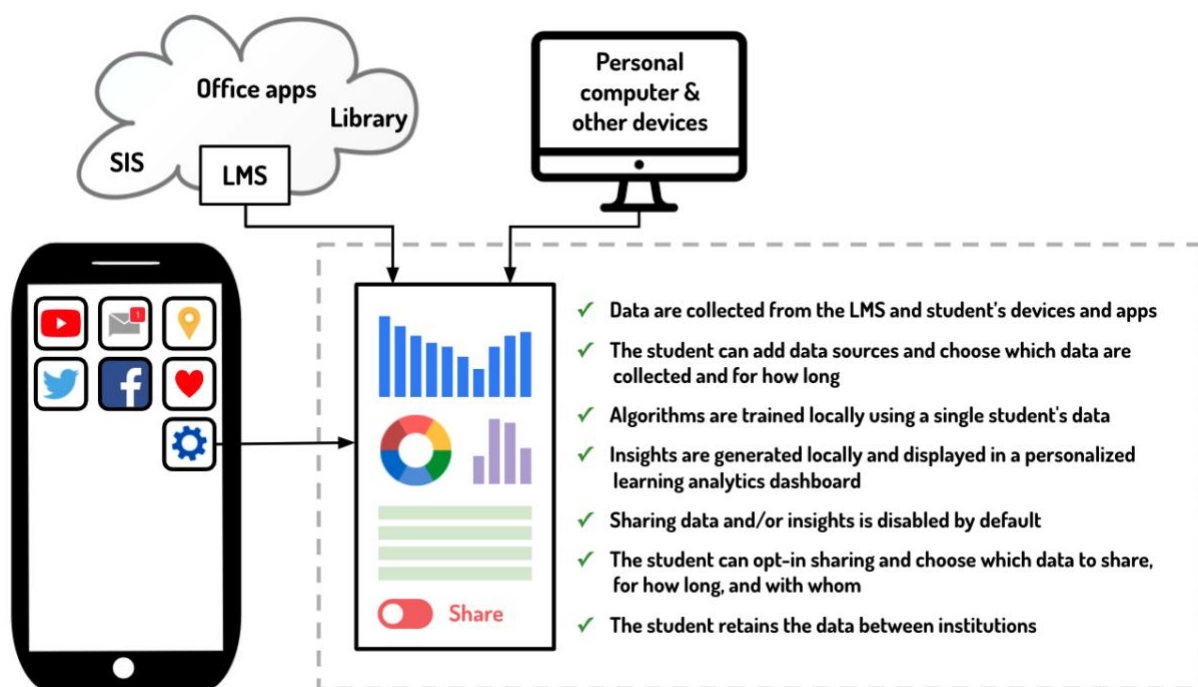 Office apps
Library
SIS
LMS
Personal
computer &
other devices
1
f
Data are collected from the LMS and student's devices and apps
The student can add data sources and choose which data are
collected and for how long
Algorithms are trained locally using a single student's data
Insights are generated locally and displayed in a personalized
learning analytics dashboard
Sharing data and/or insights is disabled by default
The student can opt-in sharing and choose which data to share,
for how long, and with whom
The student retains the data between institutions
Share